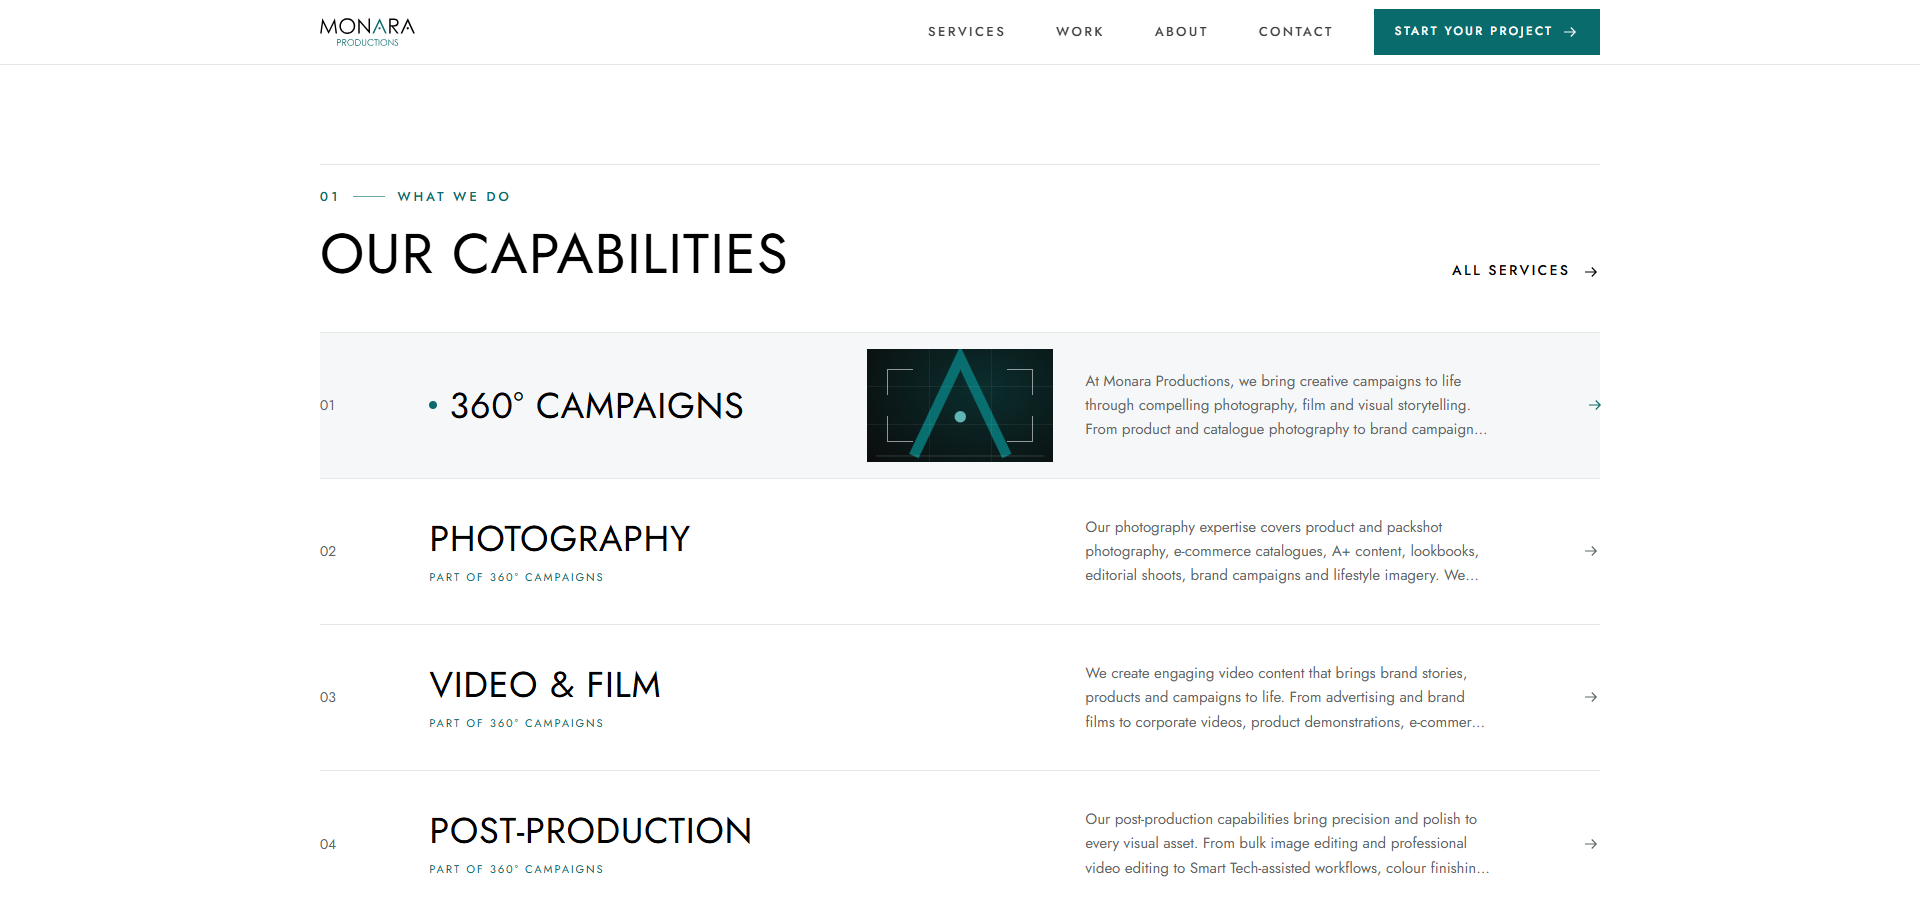 MONARA
PRODUCTIONS
SERVICES
WORK
ABOUT
CONTACT
START YOUR PROJECT →
01 — WHAT WE DO
OUR CAPABILITIES
ALL SERVICES →
01
360° CAMPAIGNS
At Monara Productions, we bring creative campaigns to life
through compelling photography, film and visual storytelling.
From product and catalogue photography to brand campaign...
→
02
PHOTOGRAPHY
PART OF 360° CAMPAIGNS
Our photography expertise covers product and packshot
photography, e-commerce catalogues, A+ content, lookbooks,
editorial shoots, brand campaigns and lifestyle imagery. We...
→
03
VIDEO & FILM
PART OF 360° CAMPAIGNS
We create engaging video content that brings brand stories,
products and campaigns to life. From advertising and brand
films to corporate videos, product demonstrations, e-commer...
→
04
POST-PRODUCTION
PART OF 360° CAMPAIGNS
Our post-production capabilities bring precision and polish to
every visual asset. From bulk image editing and professional
video editing to Smart Tech-assisted workflows, colour finishin...
→